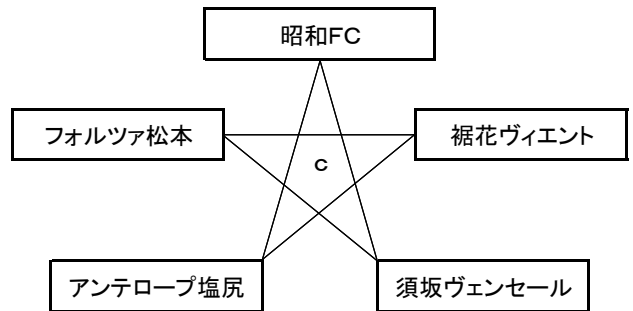 昭和FC
フォルツァ松本
裾花ヴィエント
C
アンテロープ塩尻
須坂ヴェンセール